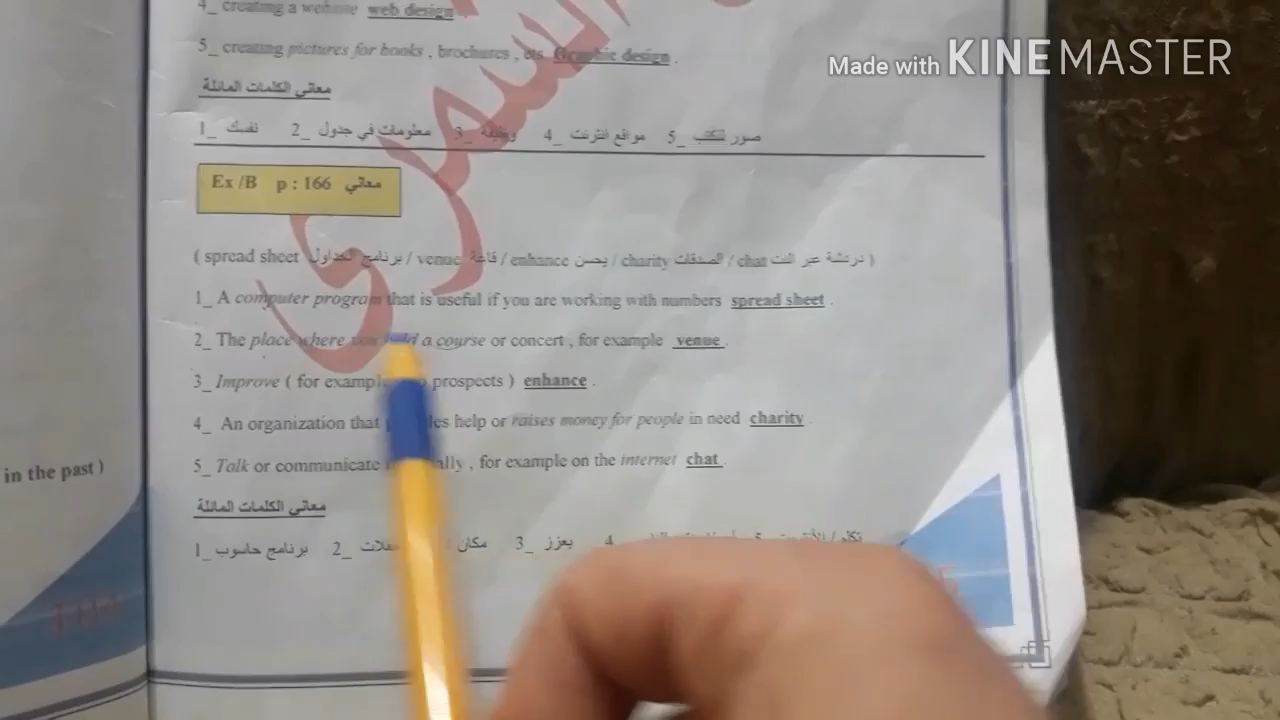 4_ creating a website web design
5_ creating pictures for books , brochures , ets Graphic design .
معاني الكلمات المائلة
1_ نفسك 2_ معلومات في جدول 3_ وظيفة 4_ مواقع انترنت 5_ صور للكتب
Ex /B p : 166 معاني
( spread sheet برنامج الجداول / venue قاعة / enhance يحسن / charity الصدقات / chat دردشة عبر النت )
1_ A computer program that is useful if you are working with numbers spread sheet .
2_ The place where you a course or concert , for example venue .
3_ Improve ( for example prospects ) enhance .
4_ An organization that help or raises money for people in need charity .
5_ Talk or communicate , for example on the internet chat .
معاني الكلمات المائلة
1_ برنامج حاسوب 2_ مكان 3_ يعزز 4_
in the past )
Made with KINEMASTER